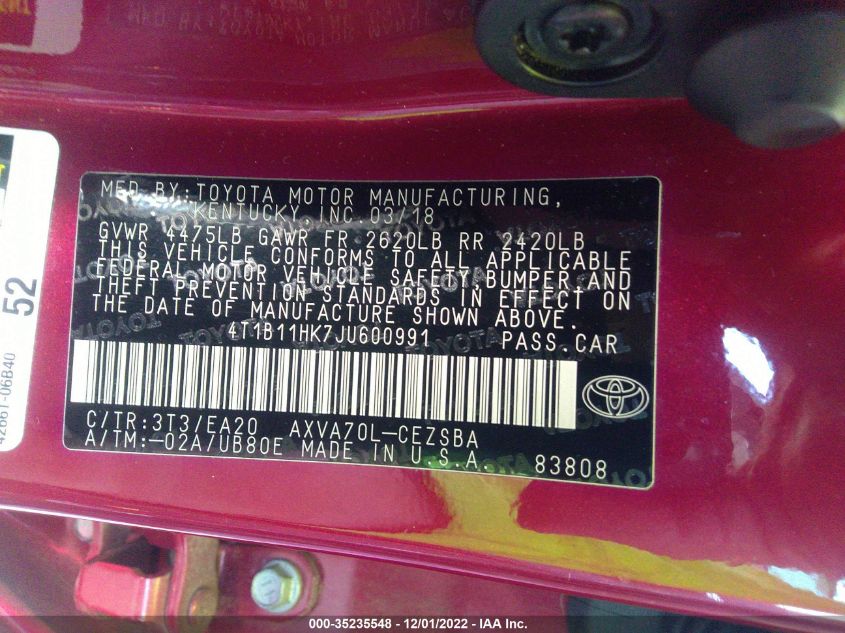 MFD BY:TOYOTA MOTOR MANUFACTURING,
KENTUCKY, INC. 03/18
GVWR 4475LB GAWR FR 2620LB RR 2420LB
THIS VEHICLE CONFORMS TO ALL APPLICABLE
FEDERAL MOTOR VEHICLE SAFETY,BUMPER,AND
THEFT PREVENTION STANDARDS IN EFFECT ON
THE DATE OF MANUFACTURE SHOWN ABOVE.
4T1B11HK7JU600991 PASS.CAR
C/TR:3T3/EA20 AXVA70L-CEZSBA
A/TM:-02A/UB80E MADE IN U.S.A. 83808
52
42661-06B40
000-35235548 - 12/01/2022 - IAA Inc.